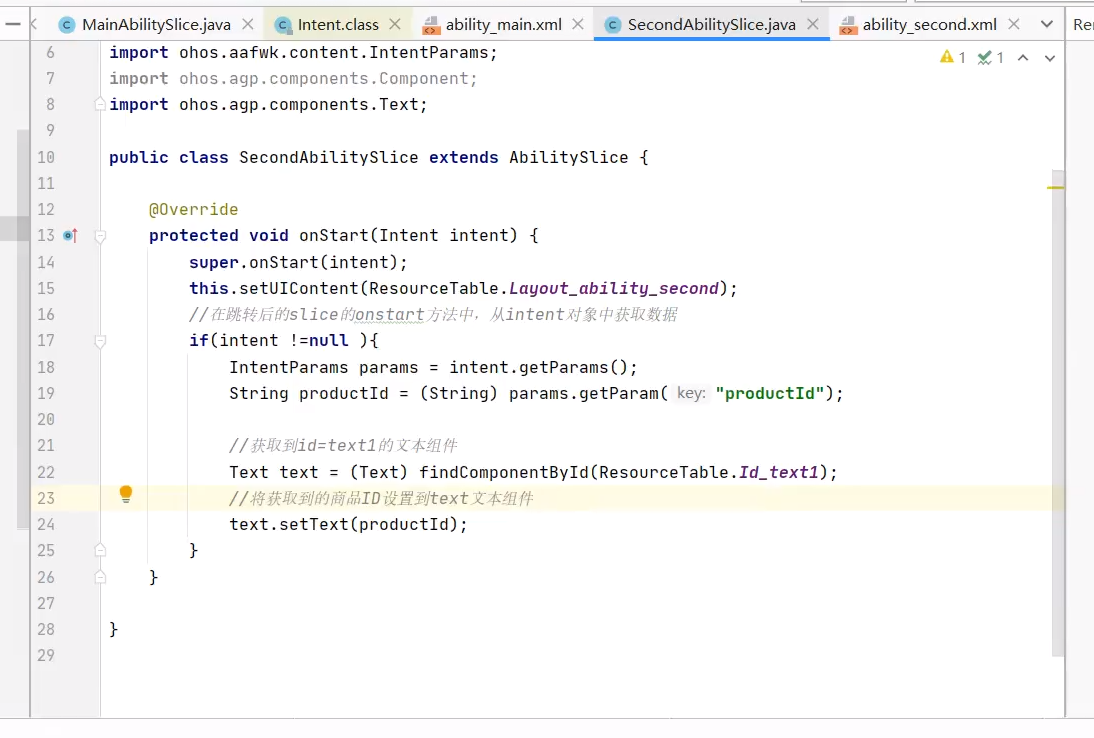 MainAbilitySlice.java Intent.class ability_main.xml SecondAbilitySlice.java ability_second.xml Re
1 1
6 import ohos.aafwk.content.IntentParams;
7 import ohos.agp.components.Component;
8 import ohos.agp.components.Text;
9
10 public class SecondAbilitySlice extends AbilitySlice {
11
12 @Override
13 protected void onStart(Intent intent) {
14 super.onStart(intent);
15 this.setUIContent(ResourceTable.Layout_ability_second);
16 //在跳转后的slice的onstart方法中，从intent对象中获取数据
17 if(intent !=null ){
18 IntentParams params = intent.getParams();
19 String productId = (String) params.getParam( key: "productId");
20
21 //获取到id=text1的文本组件
22 Text text = (Text) findComponentById(ResourceTable.Id_text1);
23 //将获取到的商品ID设置到text文本组件
24 text.setText(productId);
25 }
26 }
27
28 }
29